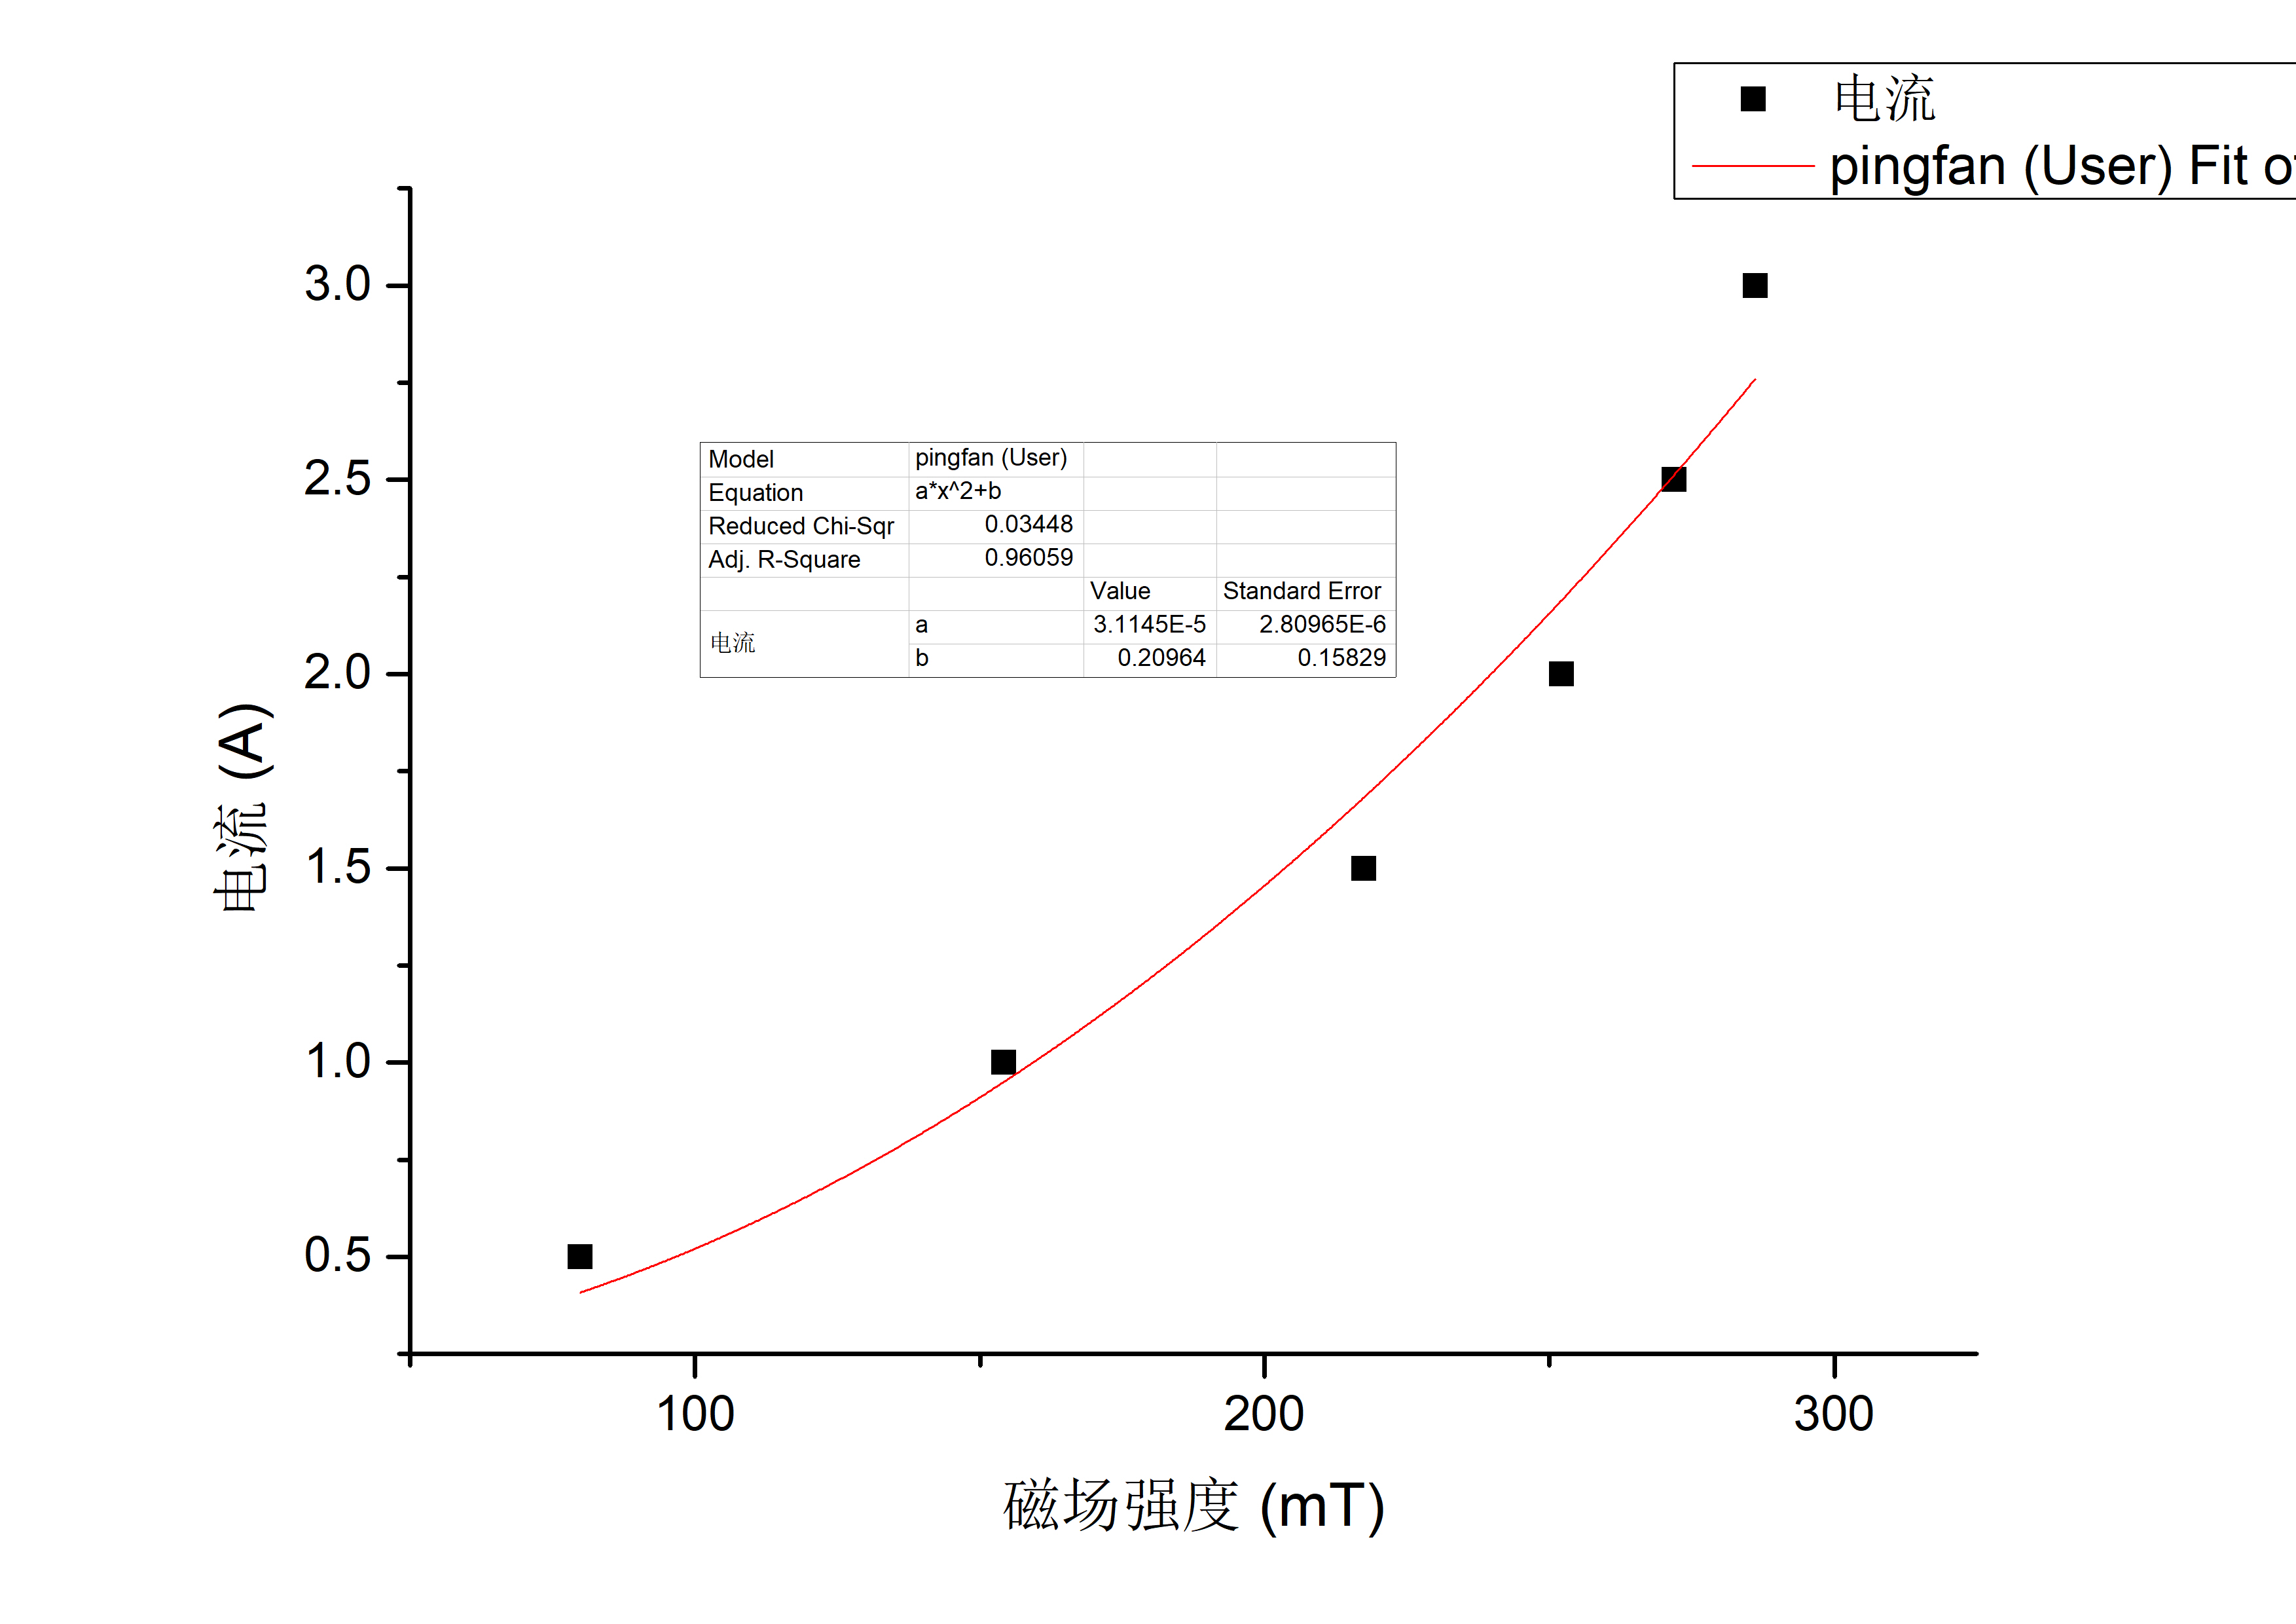 电流
pingfan (User) Fit of
3.0
2.5
2.0
1.5
1.0
0.5
电流 (A)
Model pingfan (User)
Equation a*x^2+b
Reduced Chi-Sqr 0.03448
Adj. R-Square 0.96059
Value Standard Error
电流 a 3.1145E-5 2.80965E-6
b 0.20964 0.15829
100 200 300
磁场强度 (mT)